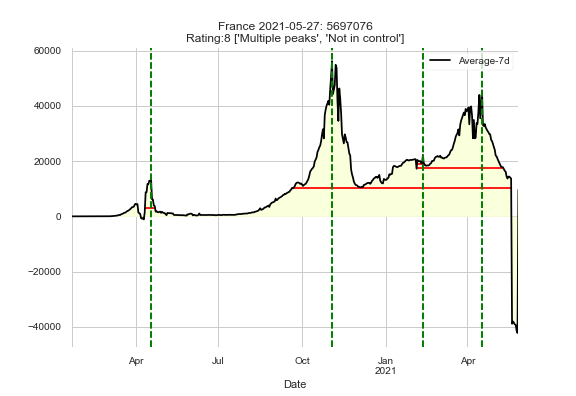 France 2021-05-27: 5697076
Rating:8 ['Multiple peaks', 'Not in control']
60000
Average-7d
40000
20000
0
−20000
−40000
Apr
Jul
Oct
Jan
2021
Apr
Date